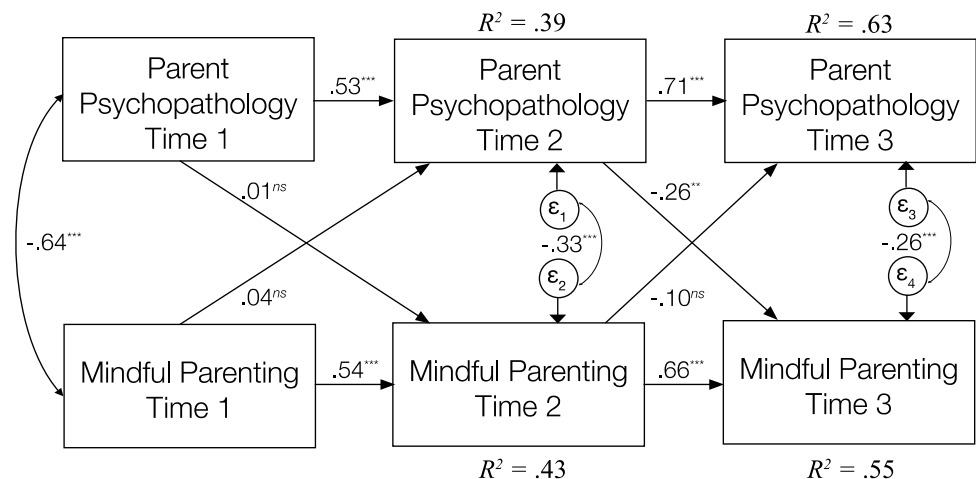 R² = .39
R² = .63
Parent
Psychopathology
Time 1
.53***
Parent
Psychopathology
Time 2
.71***
Parent
Psychopathology
Time 3
.01ns
-.26**
ε1
-.33***
ε2
ε3
-.26***
ε4
-.64***
.04ns
-.10ns
Mindful Parenting
Time 1
.54***
Mindful Parenting
Time 2
.66***
Mindful Parenting
Time 3
R² = .43
R² = .55